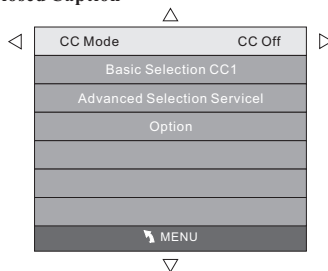 Closed Caption
CC Mode CC Off
Basic Selection CC1
Advanced Selection Servicel
Option
MENU